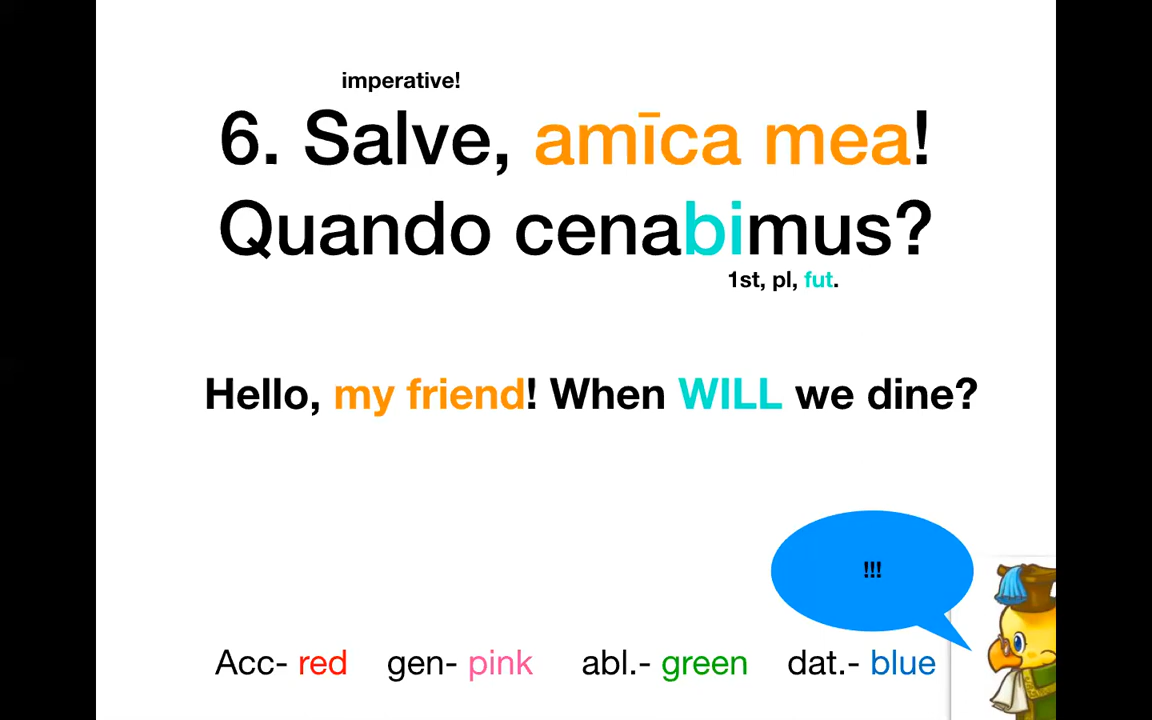 imperative!
6. Salve, amīca mea!
Quando cenabimus?
1st, pl, fut.
Hello, my friend! When WILL we dine?
!!!
Acc- red gen- pink abl.- green dat.- blue